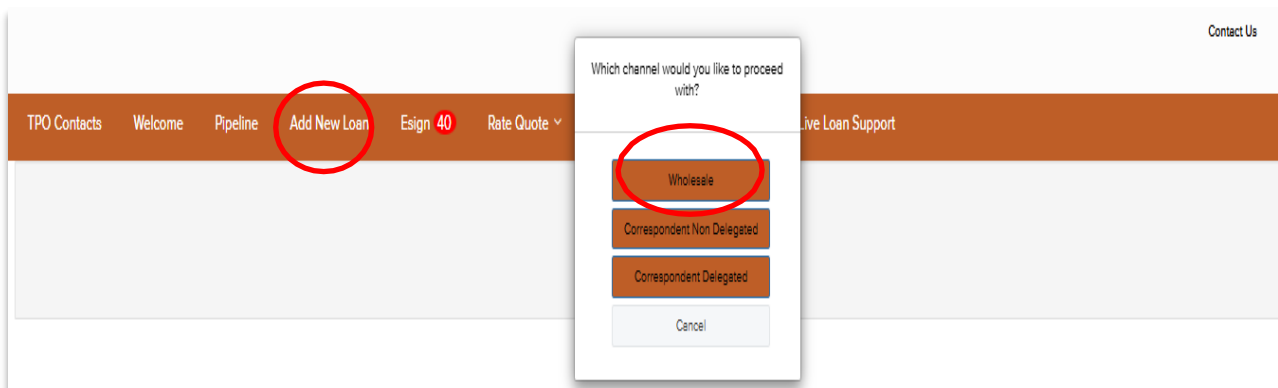 Contact Us
Which channel would you like to proceed
with?
TPO Contacts Welcome Pipeline Add New Loan Esign 40 Rate Quote Live Loan Support
Wholesale
Correspondent Non Delegated
Correspondent Delegated
Cancel